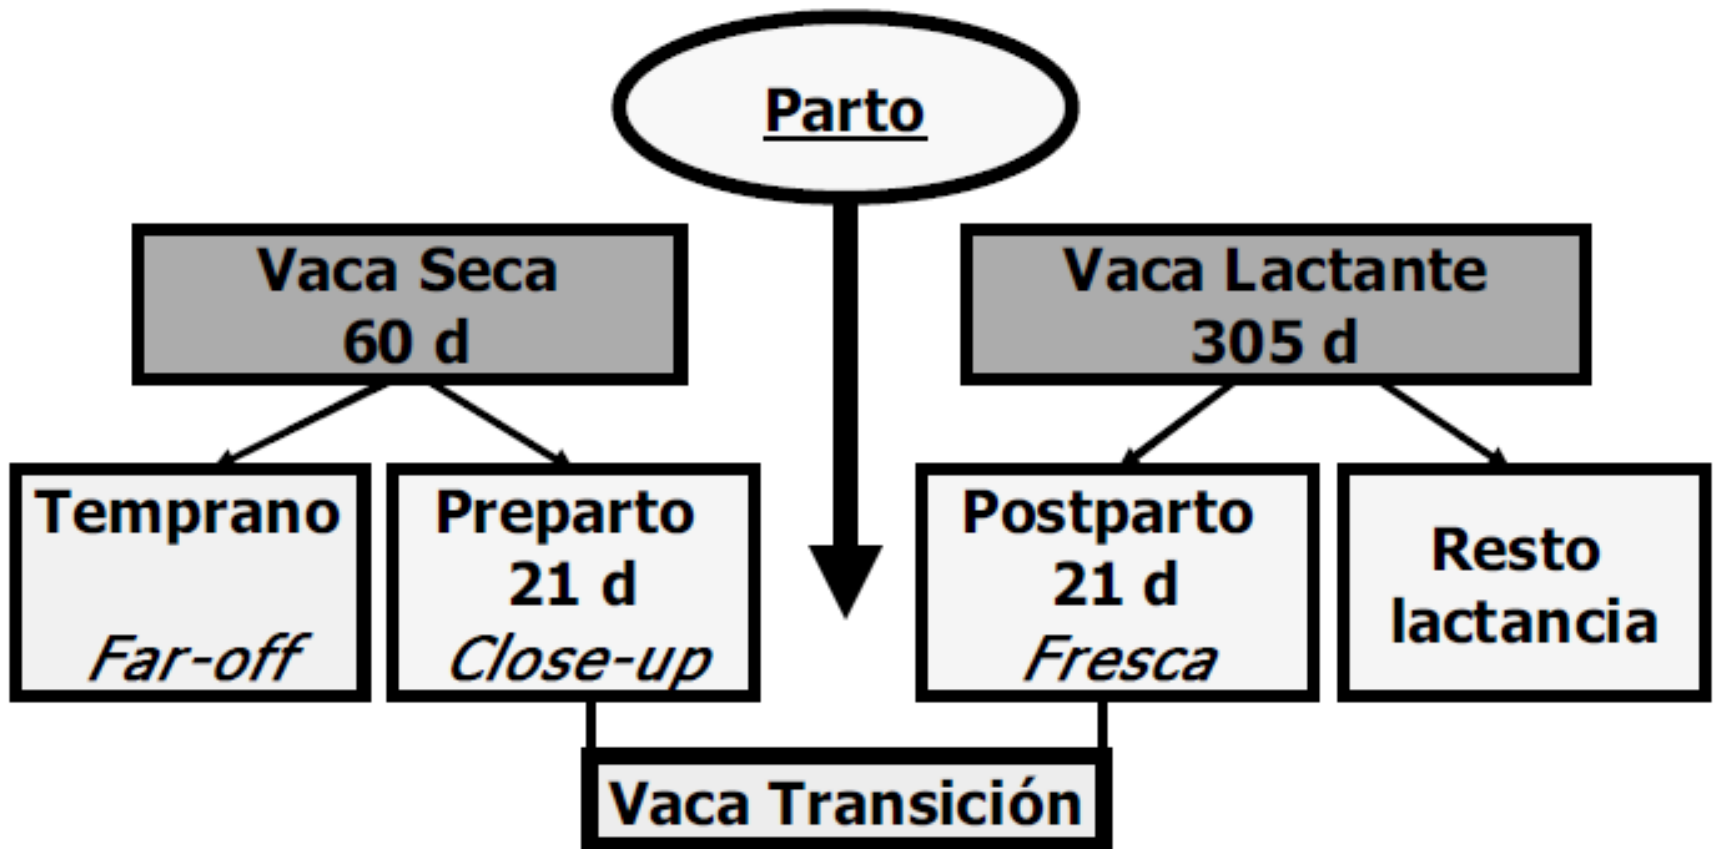 Parto
Vaca Seca
60 d
Vaca Lactante
305 d
Temprano
Far-off
Preparto
21 d
Close-up
Postparto
21 d
Fresca
Resto
lactancia
Vaca Transición